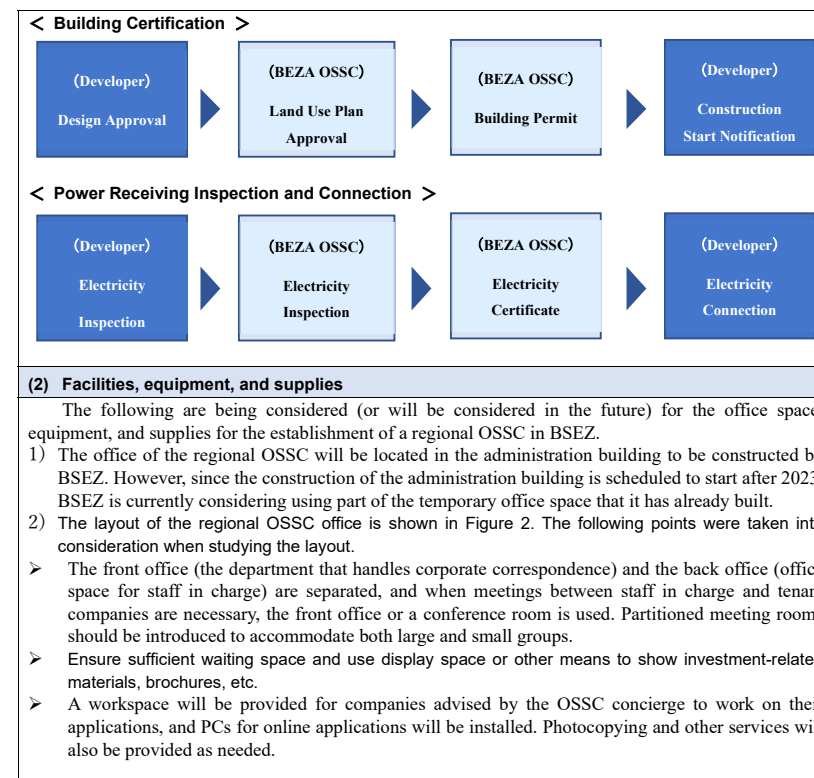 ＜ Building Certification ＞
(Developer)
Design Approval
(BEZA OSSC)
Land Use Plan
Approval
(BEZA OSSC)
Building Permit
(Developer)
Construction
Start Notification
＜ Power Receiving Inspection and Connection ＞
(Developer)
Electricity
Inspection
(BEZA OSSC)
Electricity
Inspection
(BEZA OSSC)
Electricity
Certificate
(Developer)
Electricity
Connection
(2) Facilities, equipment, and supplies
The following are being considered (or will be considered in the future) for the office space
equipment, and supplies for the establishment of a regional OSSC in BSEZ.
1) The office of the regional OSSC will be located in the administration building to be constructed b
BSEZ. However, since the construction of the administration building is scheduled to start after 2023
BSEZ is currently considering using part of the temporary office space that it has already built.
2) The layout of the regional OSSC office is shown in Figure 2. The following points were taken int
consideration when studying the layout.
➢ The front office (the department that handles corporate correspondence) and the back office (offic
space for staff in charge) are separated, and when meetings between staff in charge and tenan
companies are necessary, the front office or a conference room is used. Partitioned meeting room
should be introduced to accommodate both large and small groups.
➢ Ensure sufficient waiting space and use display space or other means to show investment-relate
materials, brochures, etc.
➢ A workspace will be provided for companies advised by the OSSC concierge to work on thei
applications, and PCs for online applications will be installed. Photocopying and other services wi
also be provided as needed.